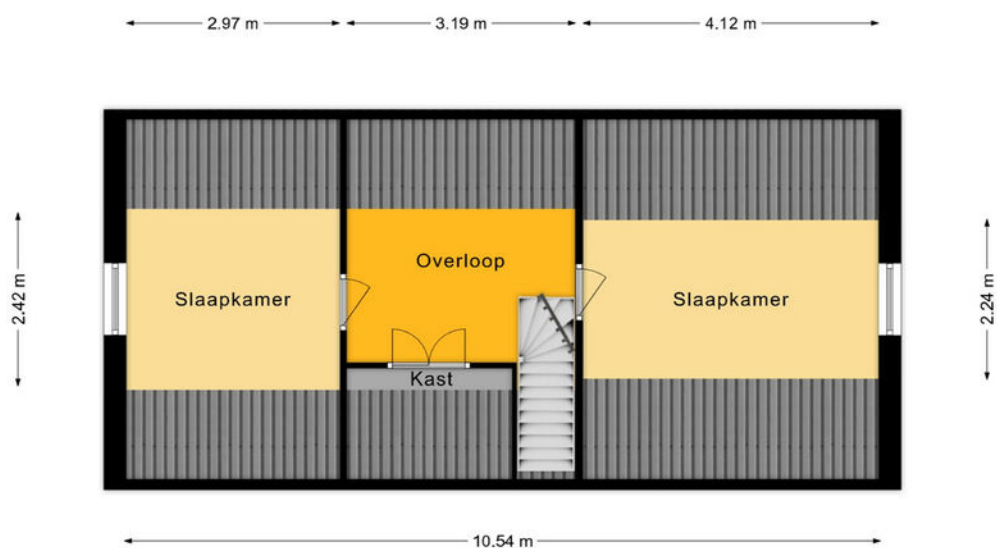 2.97 m
3.19 m
4.12 m
2.42 m
Overloop
Slaapkamer
Slaapkamer
2.24 m
Kast
10.54 m